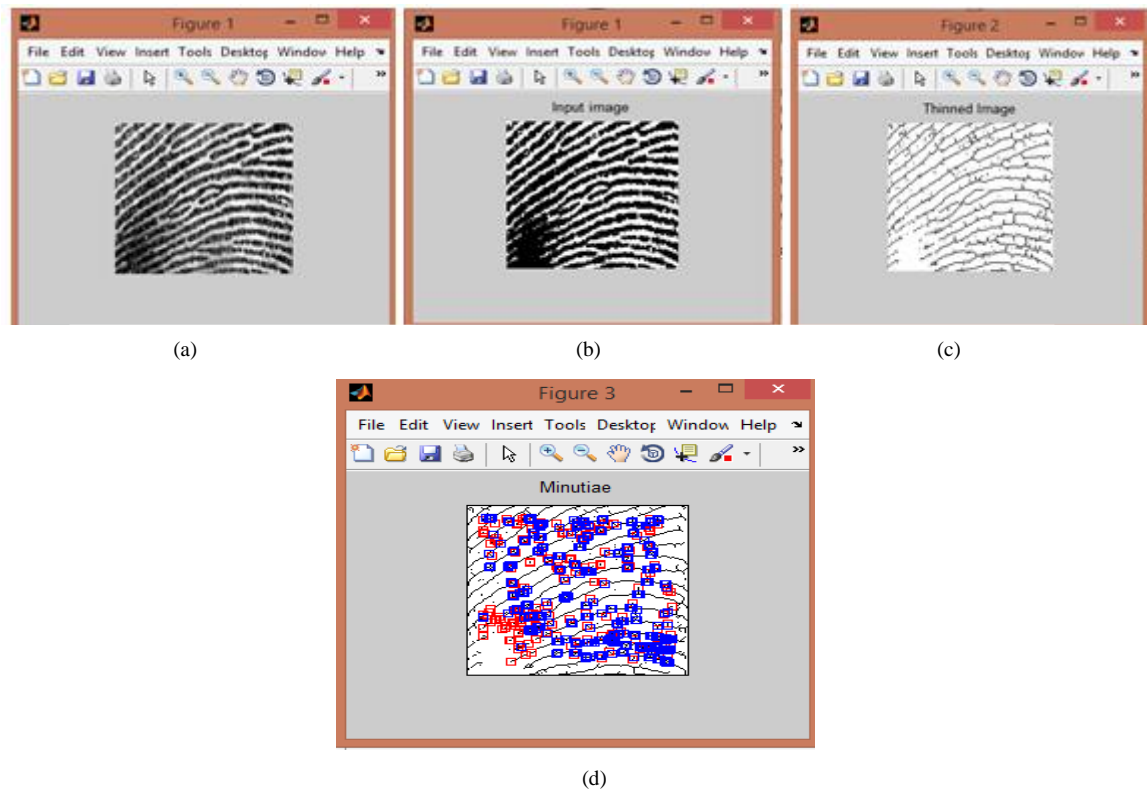 Figure 1
File Edit View Insert Tools Desktop Window Help
Figure 1
File Edit View Insert Tools Desktop Window Help
Input image
Figure 2
File Edit View Insert Tools Desktop Window Help
Thinned Image
(a)
(b)
(c)
Figure 3
File Edit View Insert Tools Desktop Window Help
Minutiae
(d)